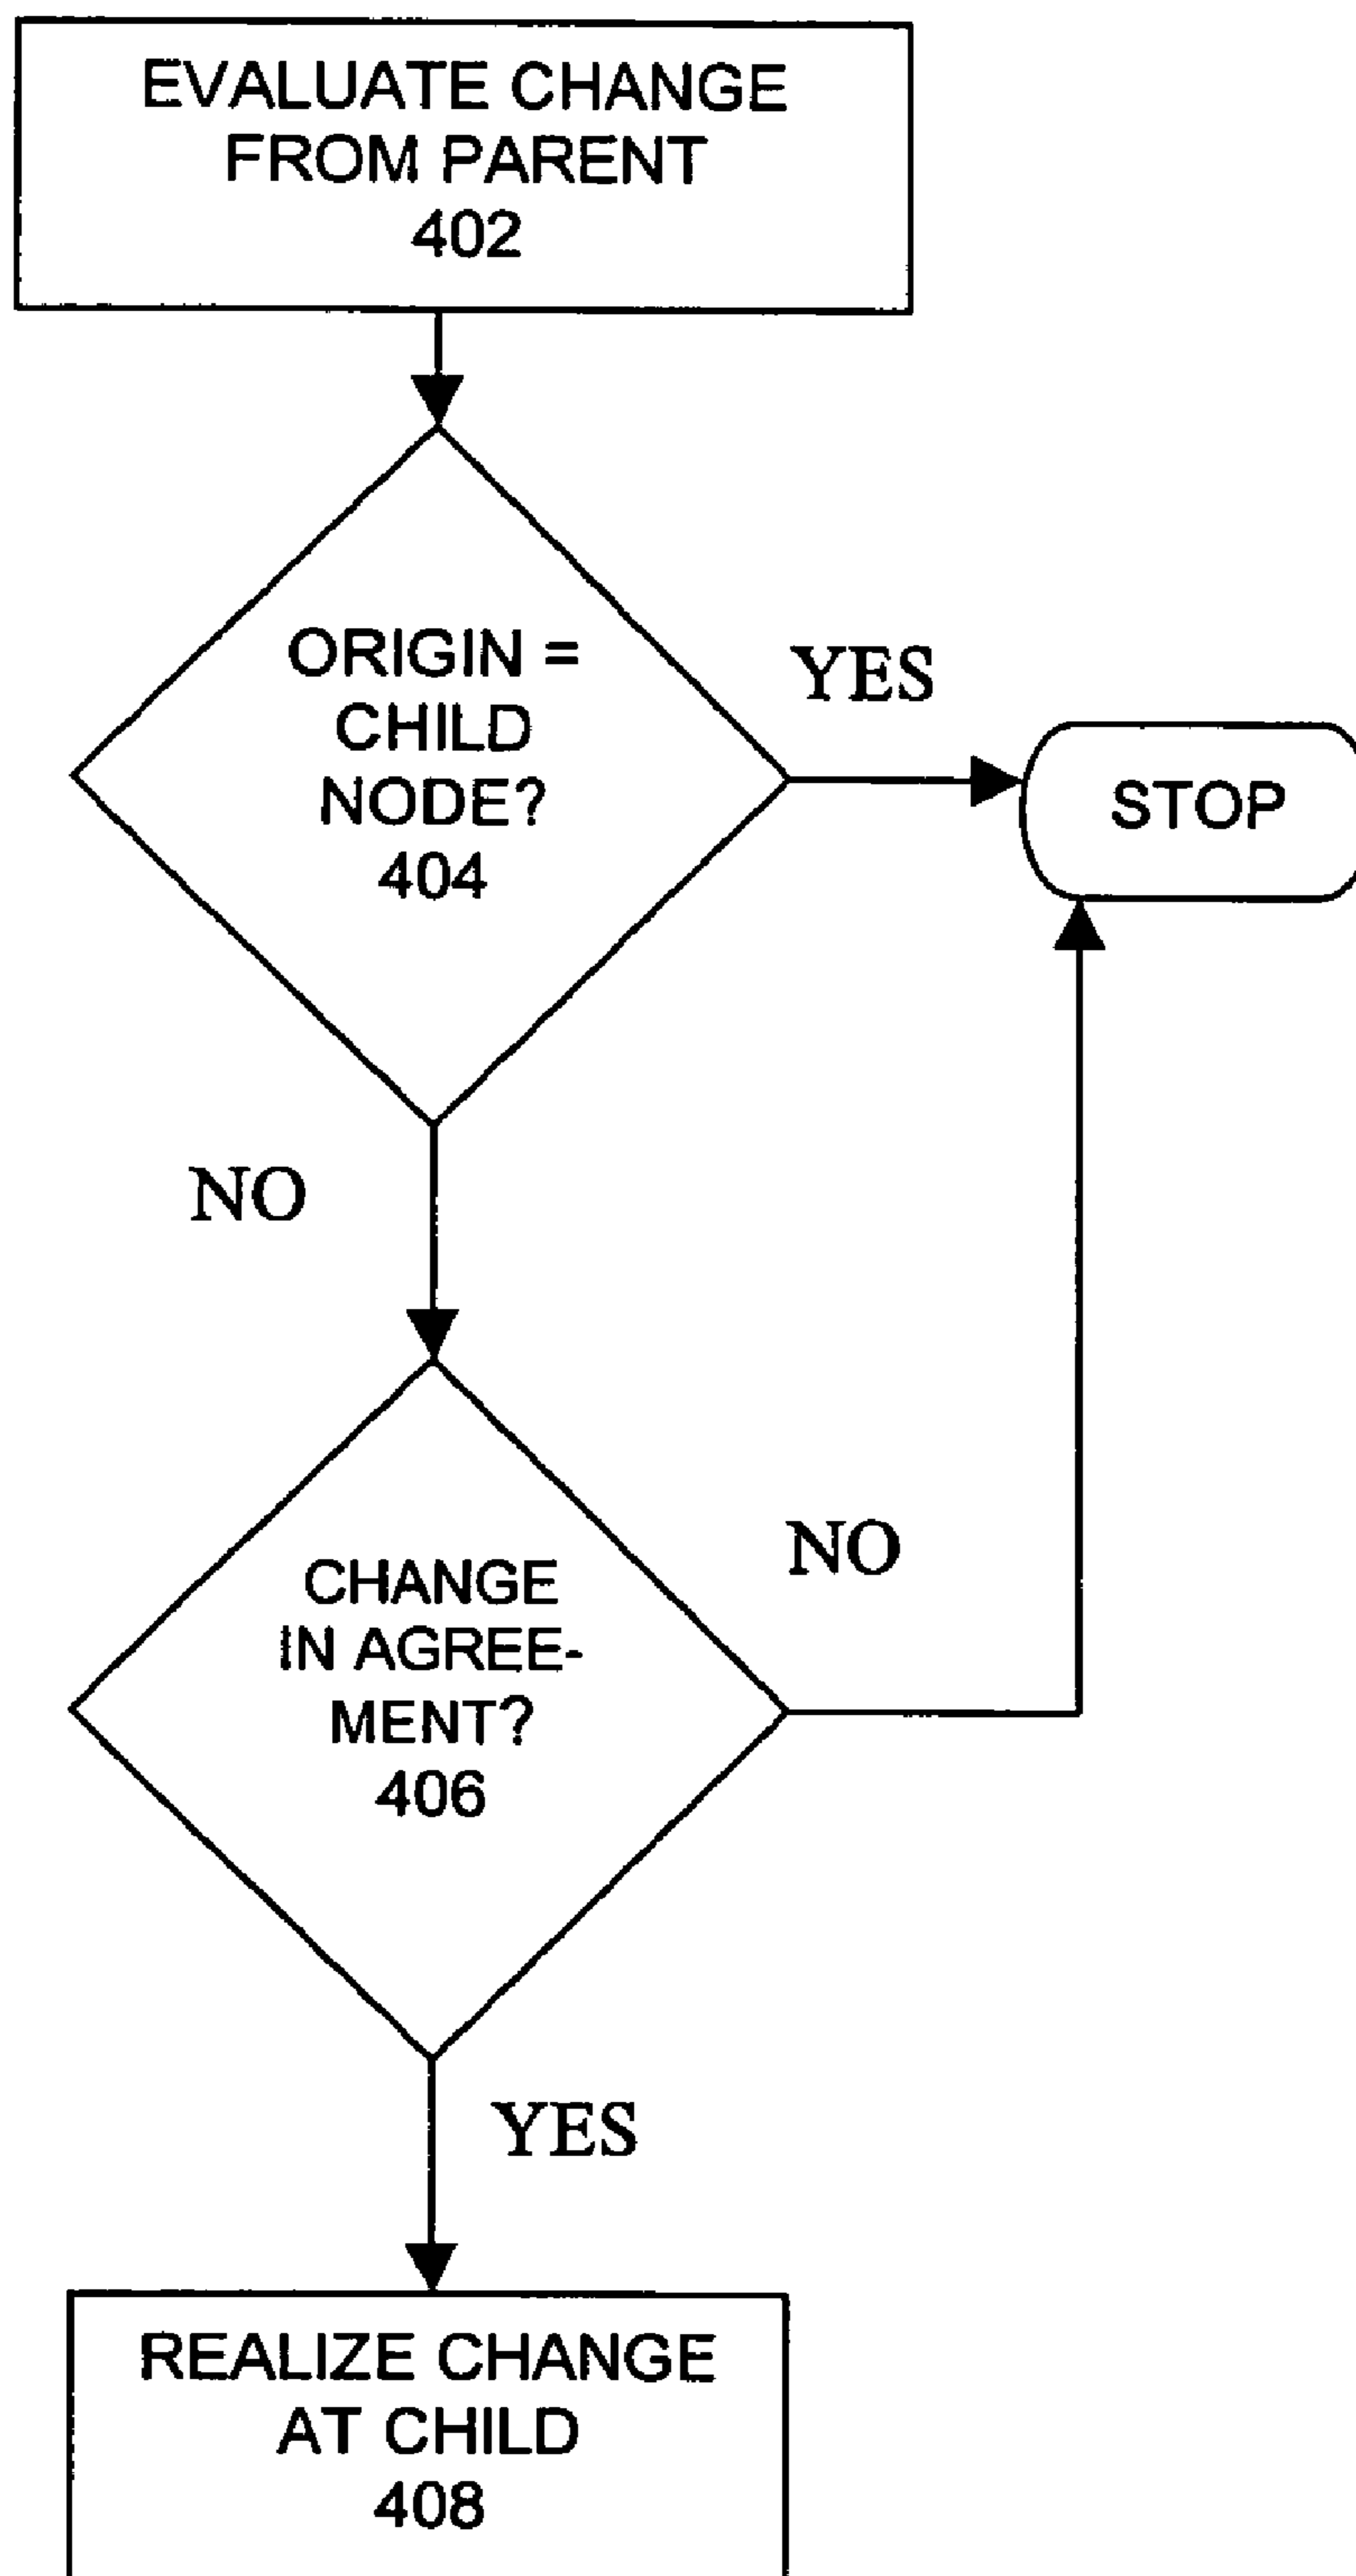 EVALUATE CHANGE
FROM PARENT
402
ORIGIN =
CHILD
NODE?
404
YES
STOP
NO
CHANGE
IN AGREE-
MENT?
406
NO
YES
REALIZE CHANGE
AT CHILD
408